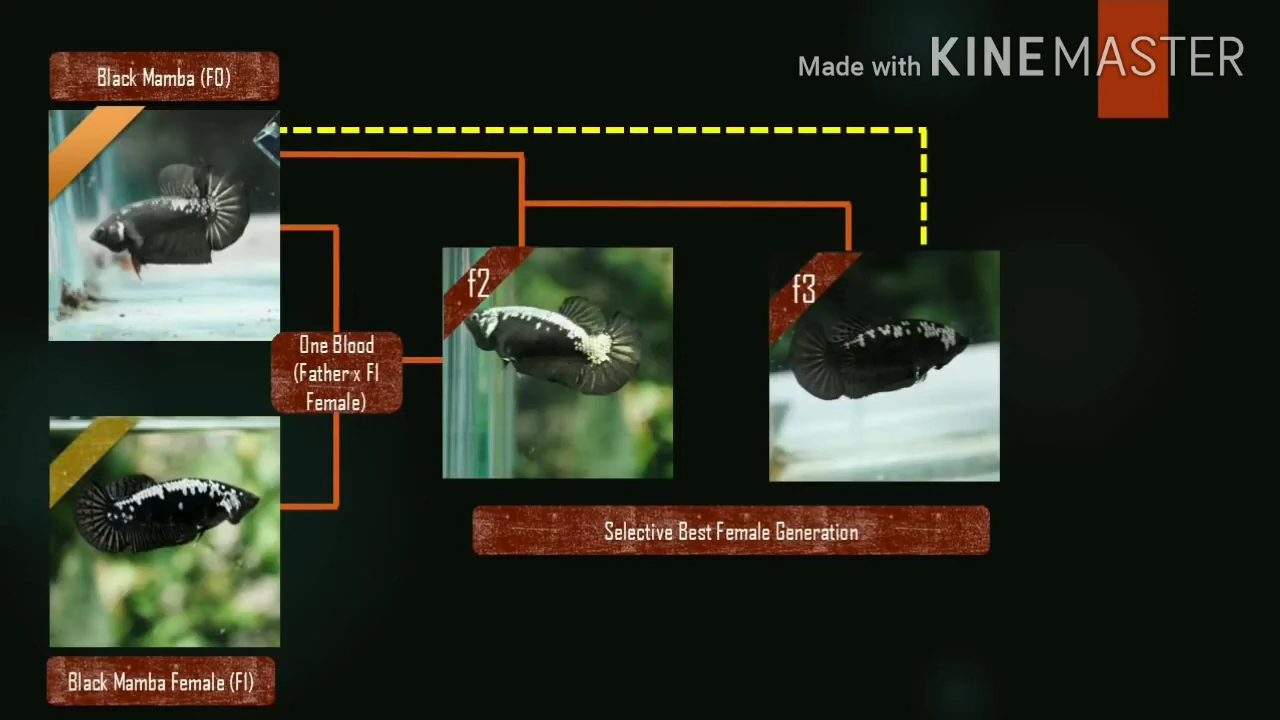 Made with KINEMASTER
Black Mamba (F0)
f2
f3
One Blood
(Father x F1
Female)
Selective Best Female Generation
Black Mamba Female (F1)